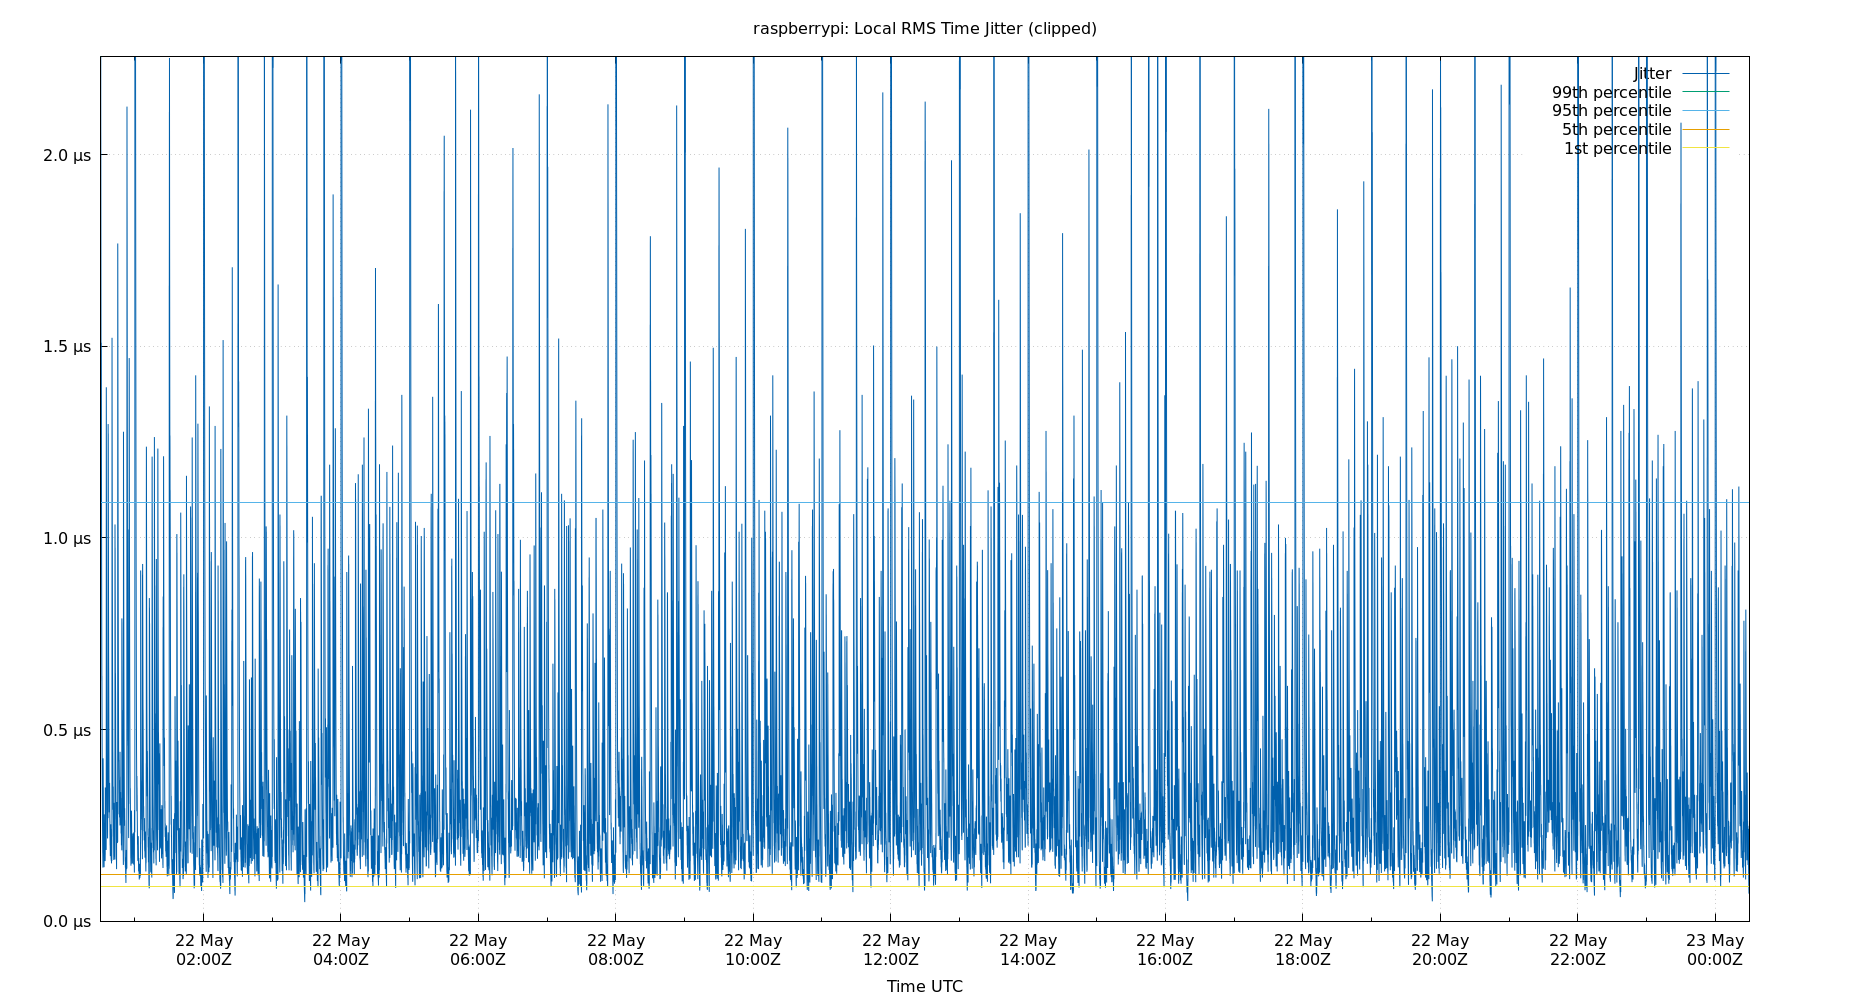 raspberrypi: Local RMS Time Jitter (clipped)
Jitter
99th percentile
95th percentile
5th percentile
1st percentile
2.0 µs
1.5 µs
1.0 µs
0.5 µs
0.0 µs
22 May 22 May 22 May 22 May 22 May 22 May 22 May 22 May 22 May 22 May 22 May 23 May
02:00Z 04:00Z 06:00Z 08:00Z 10:00Z 12:00Z 14:00Z 16:00Z 18:00Z 20:00Z 22:00Z 00:00Z
Time UTC